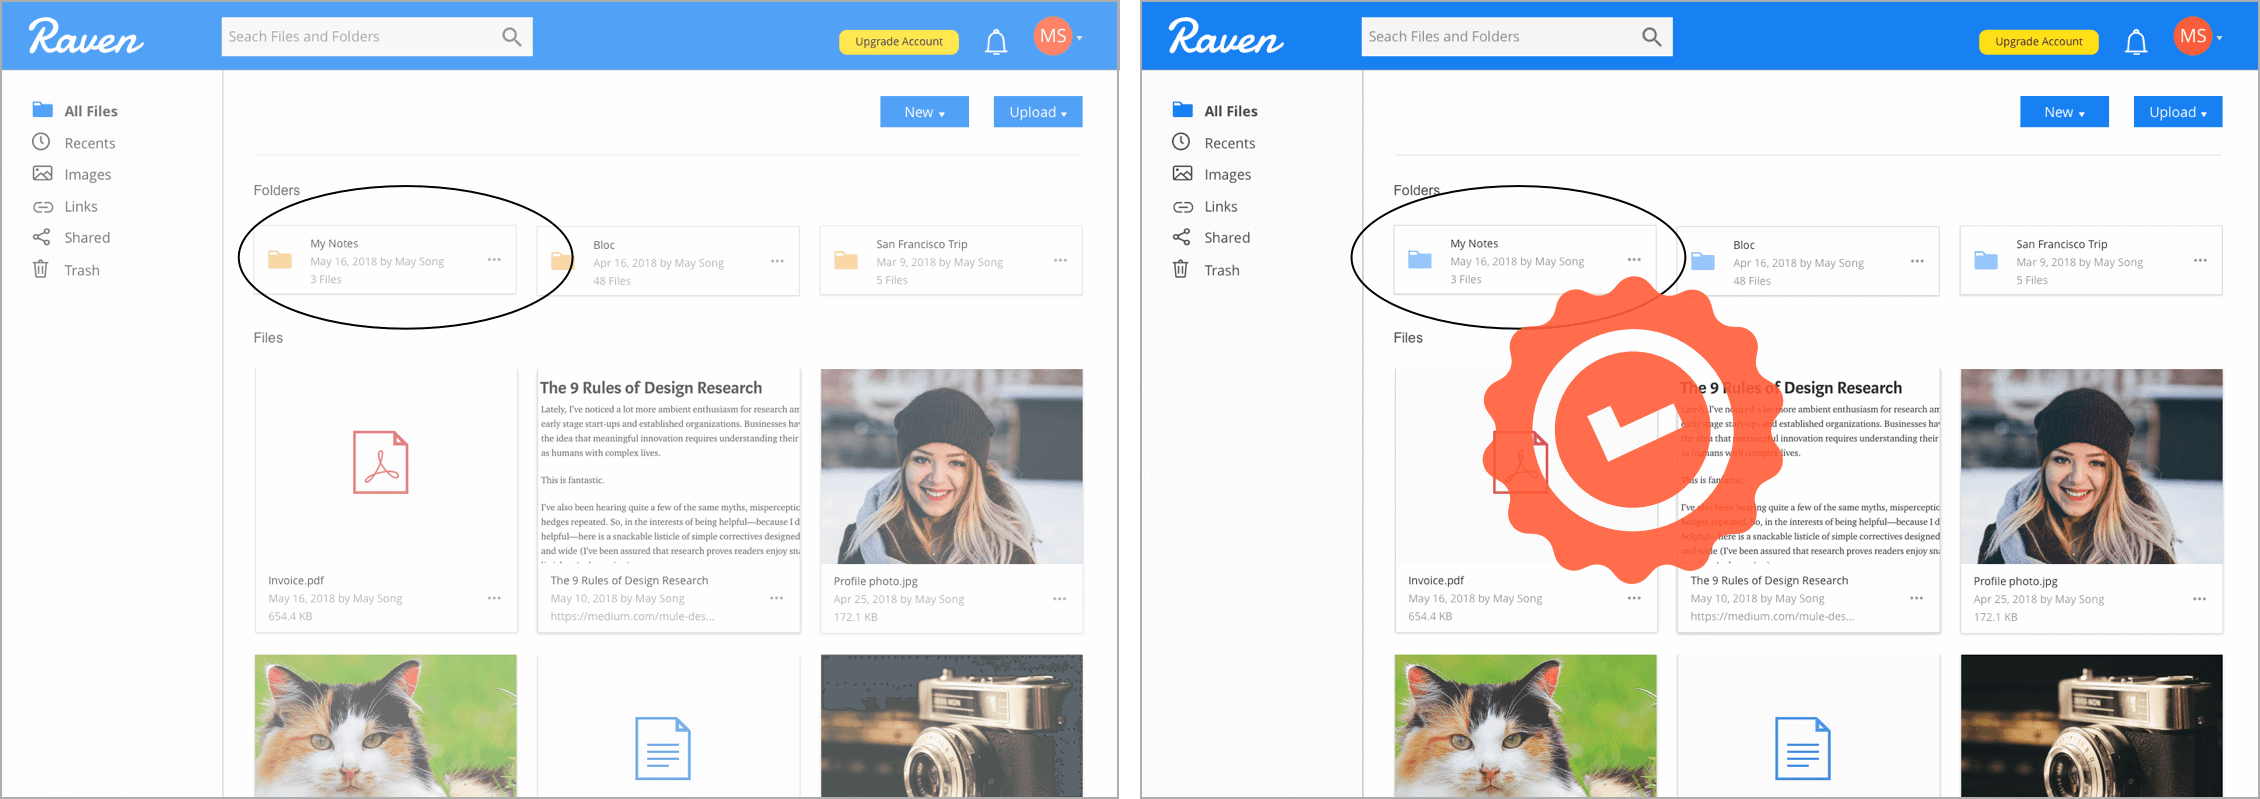 Raven
Seach Files and Folders
Upgrade Account
MS
All Files
Recents
Images
Links
Shared
Trash
New
Upload
Folders
My Notes
May 16, 2018 by May Song
3 Files
Bloc
Apr 16, 2018 by May Song
48 Files
San Francisco Trip
Mar 9, 2018 by May Song
5 Files
Files
The 9 Rules of Design Research
Lately, I've noticed a lot more ambient enthusiasm for research am
early stage start-ups and established organizations. Businesses hav
the idea that meaningful innovation requires understanding their
as humans with complex lives.
This is fantastic.
I've also been hearing quite a few of the same myths, misperceptio
hedges repeated. So, in the interests of being helpful—because I d
helpful—here is a snackable listicle of simple correctives designed
and wide (I've been assured that research proves readers enjoy sna
Invoice.pdf
May 16, 2018 by May Song
654.4 KB
The 9 Rules of Design Research
May 10, 2018 by May Song
https://medium.com/mule-des...
Profile photo.jpg
Apr 25, 2018 by May Song
172.1 KB
Raven
Seach Files and Folders
Upgrade Account
MS
All Files
Recents
Images
Links
Shared
Trash
New
Upload
Folders
My Notes
May 16, 2018 by May Song
3 Files
Bloc
Apr 16, 2018 by May Song
48 Files
San Francisco Trip
Mar 9, 2018 by May Song
5 Files
Files
The 9 Rules of Design Research
Lately, I've noticed a lot more ambient enthusiasm for research am
early stage start-ups and established organizations. Businesses hav
the idea that meaningful innovation requires understanding their
as humans with complex lives.
This is fantastic.
I've also been hearing quite a few of the same myths, misperceptio
hedges repeated. So, in the interests of being helpful—because I d
helpful—here is a snackable listicle of simple correctives designed
and wide (I've been assured that research proves readers enjoy sna
Invoice.pdf
May 16, 2018 by May Song
654.4 KB
The 9 Rules of Design Research
May 10, 2018 by May Song
https://medium.com/mule-des...
Profile photo.jpg
Apr 25, 2018 by May Song
172.1 KB